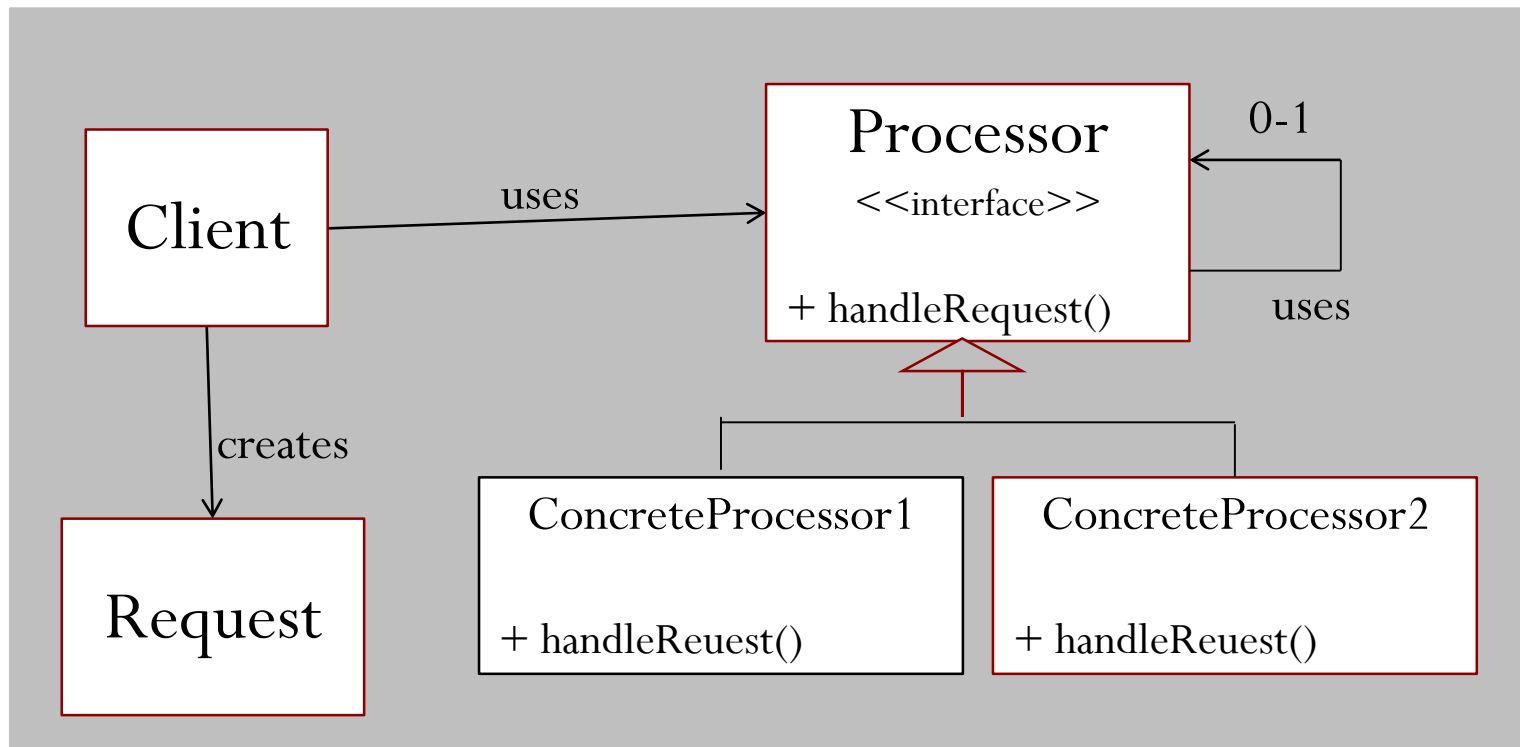 Client
uses
Processor
<<interface>>
+ handleRequest()
0-1
uses
creates
Request
ConcreteProcessor1
+ handleReuest()
ConcreteProcessor2
+ handleReuest()